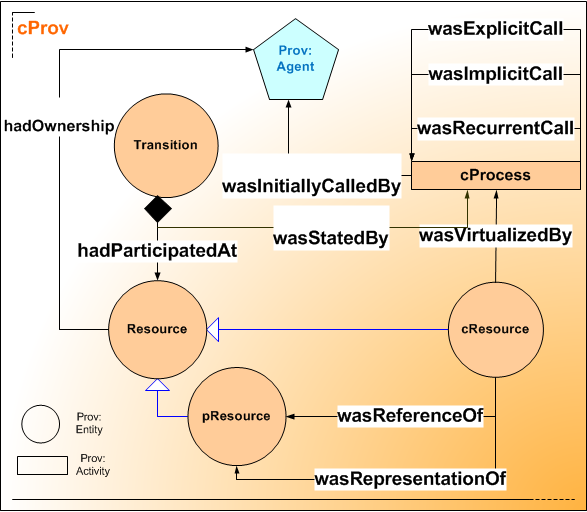 cProv
wasExplicitCall
Prov:
Agent
wasImplicitCall
hadOwnership
wasRecurrentCall
Transition
cProcess
wasInitiallyCalledBy
wasStatedBy
wasVirtualizedBy
hadParticipatedAt
Resource
cResource
pResource
wasReferenceOf
Prov:
Entity
Prov:
Activity
wasRepresentationOf